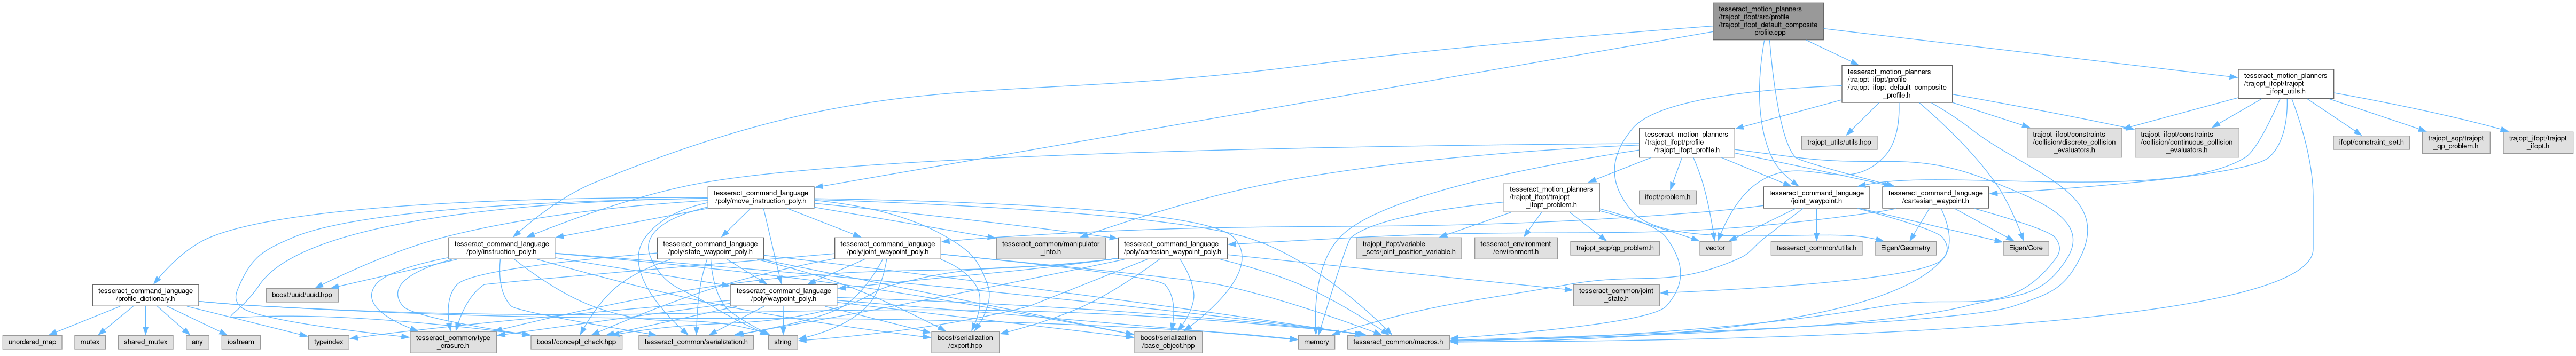 tesseract_motion_planners
/trajopt_ifopt/src/profile
/trajopt_ifopt_default_composite
_profile.cpp
tesseract_motion_planners
/trajopt_ifopt/profile
/trajopt_ifopt_default_composite
_profile.h
tesseract_motion_planners
/trajopt_ifopt/trajopt
_ifopt_utils.h
tesseract_motion_planners
/trajopt_ifopt/profile
/trajopt_ifopt_profile.h
trajopt_utils/utils.hpp
trajopt_ifopt/constraints
/collision/discrete_collision
_evaluators.h
trajopt_ifopt/constraints
/collision/continuous_collision
_evaluators.h
ifopt/constraint_set.h
trajopt_sqp/trajopt
_qp_problem.h
trajopt_ifopt/trajopt
_ifopt.h
tesseract_command_language
/poly/move_instruction_poly.h
tesseract_motion_planners
/trajopt_ifopt/trajopt
_ifopt_problem.h
ifopt/problem.h
tesseract_command_language
/joint_waypoint.h
tesseract_command_language
/cartesian_waypoint.h
tesseract_command_language
/poly/instruction_poly.h
tesseract_command_language
/poly/state_waypoint_poly.h
tesseract_command_language
/poly/joint_waypoint_poly.h
tesseract_common/manipulator
_info.h
tesseract_command_language
/poly/cartesian_waypoint_poly.h
trajopt_ifopt/variable
_sets/joint_position_variable.h
tesseract_environment
/environment.h
trajopt_sqp/qp_problem.h
vector
Eigen/Geometry
tesseract_common/utils.h
Eigen/Core
tesseract_command_language
/profile_dictionary.h
boost/uuid/uuid.hpp
tesseract_command_language
/poly/waypoint_poly.h
tesseract_common/joint
_state.h
unordered_map
mutex
shared_mutex
any
iostream
typeindex
tesseract_common/type
_erasure.h
boost/concept_check.hpp
tesseract_common/serialization.h
string
boost/serialization
/export.hpp
boost/serialization
/base_object.hpp
memory
tesseract_common/macros.h